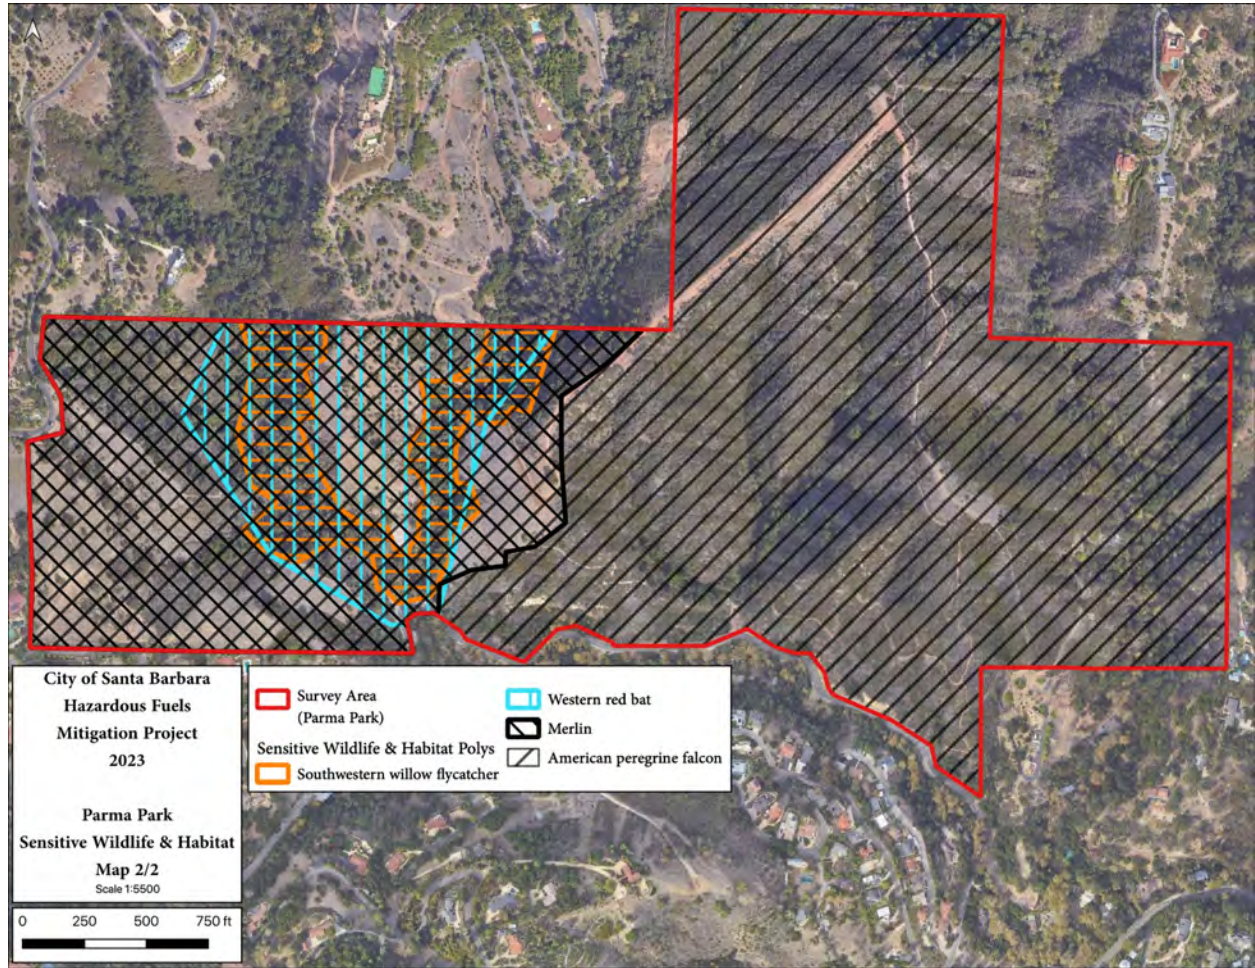 City of Santa Barbara
Hazardous Fuels
Mitigation Project
2023
Parma Park
Sensitive Wildlife & Habitat
Map 2/2
Scale 1:5500
0 250 500 750 ft
Survey Area
(Parma Park)
Sensitive Wildlife & Habitat Polys
Southwestern willow flycatcher
Western red bat
Merlin
American peregrine falcon